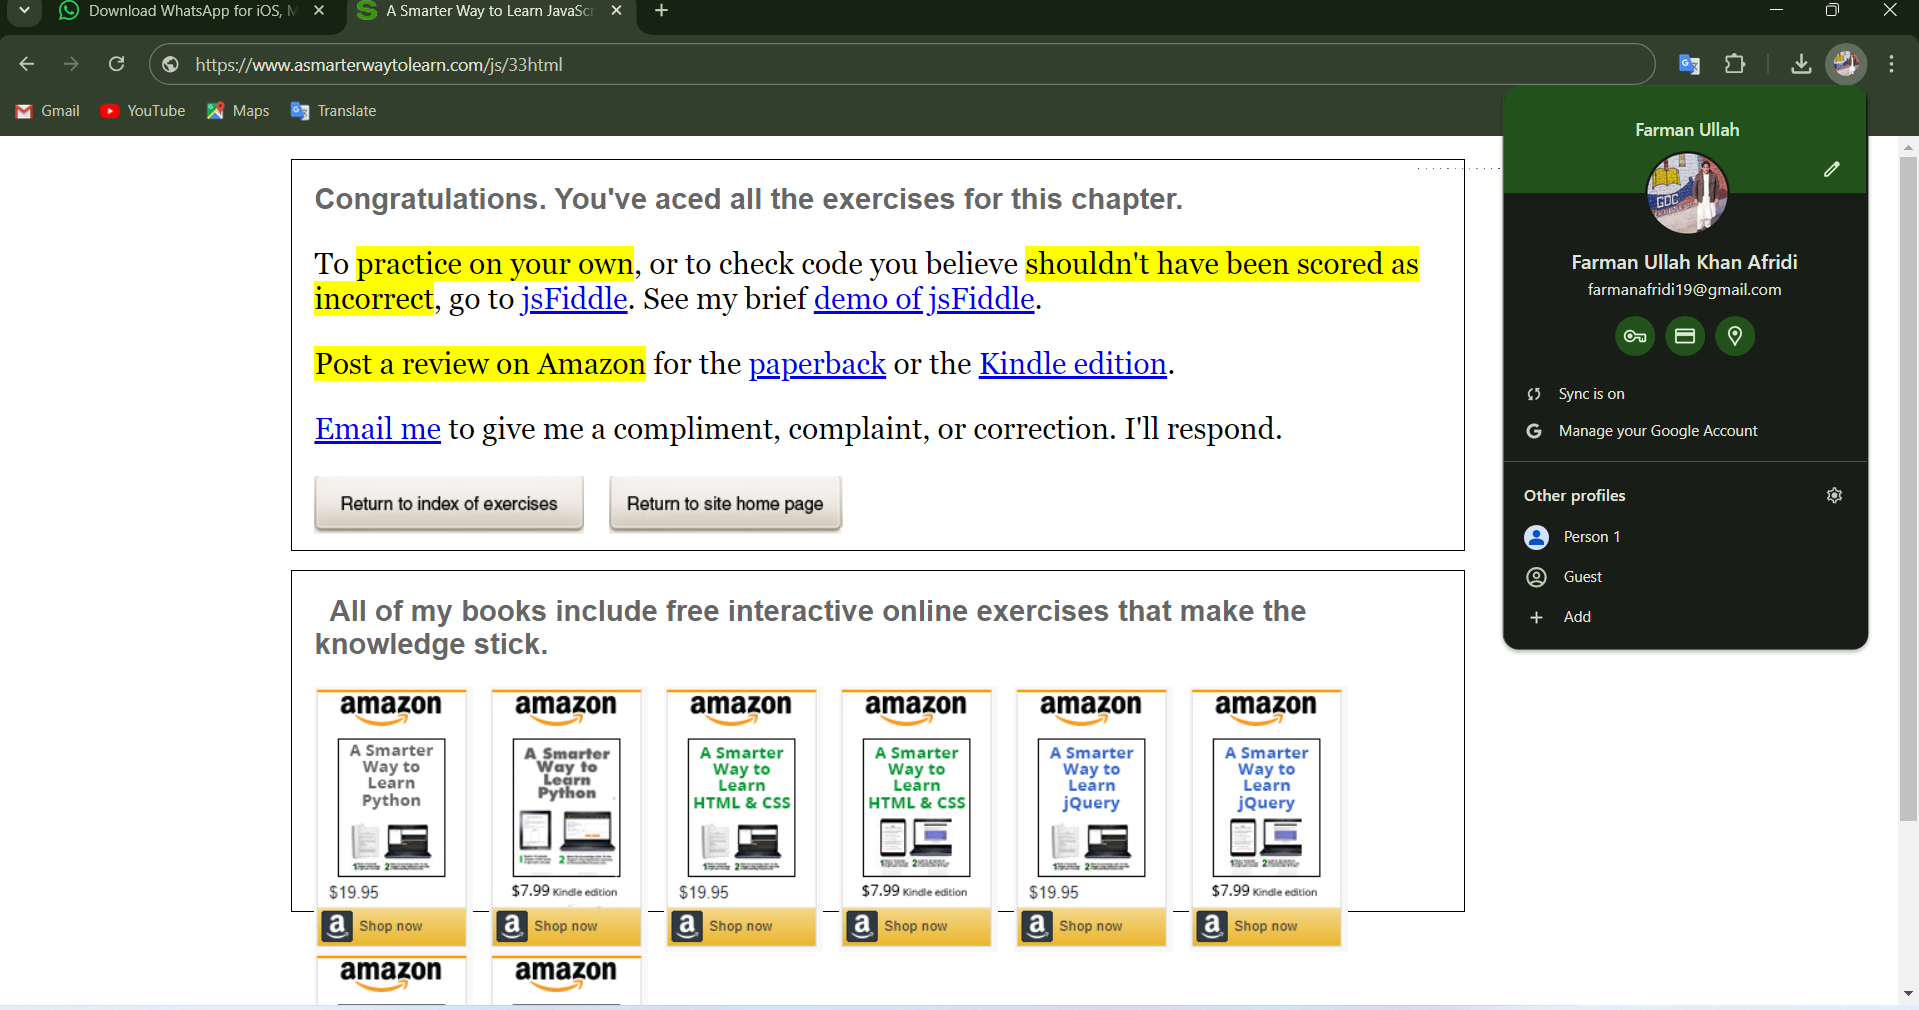 Download WhatsApp for iOS, M
A Smarter Way to Learn JavaScr
https://www.asmarterwaytolearn.com/js/33html
Gmail YouTube Maps Translate
Congratulations. You've aced all the exercises for this chapter.
To practice on your own, or to check code you believe shouldn't have been scored as
incorrect, go to jsFiddle. See my brief demo of jsFiddle.
Post a review on Amazon for the paperback or the Kindle edition.
Email me to give me a compliment, complaint, or correction. I'll respond.
Return to index of exercises
Return to site home page
All of my books include free interactive online exercises that make the
knowledge stick.
amazon
A Smarter
Way to
Learn
Python
$19.95
a Shop now
amazon
A Smarter
Way to
Learn
Python
$7.99 Kindle edition
a Shop now
amazon
A Smarter
Way to
Learn
HTML & CSS
$19.95
a Shop now
amazon
A Smarter
Way to
Learn
HTML & CSS
$7.99 Kindle edition
a Shop now
amazon
A Smarter
Way to
Learn
jQuery
$19.95
a Shop now
amazon
A Smarter
Way to
Learn
jQuery
$7.99 Kindle edition
a Shop now
amazon
amazon
Farman Ullah
GDC
Farman Ullah Khan Afridi
farmanafridi19@gmail.com
Sync is on
Manage your Google Account
Other profiles
Person 1
Guest
Add